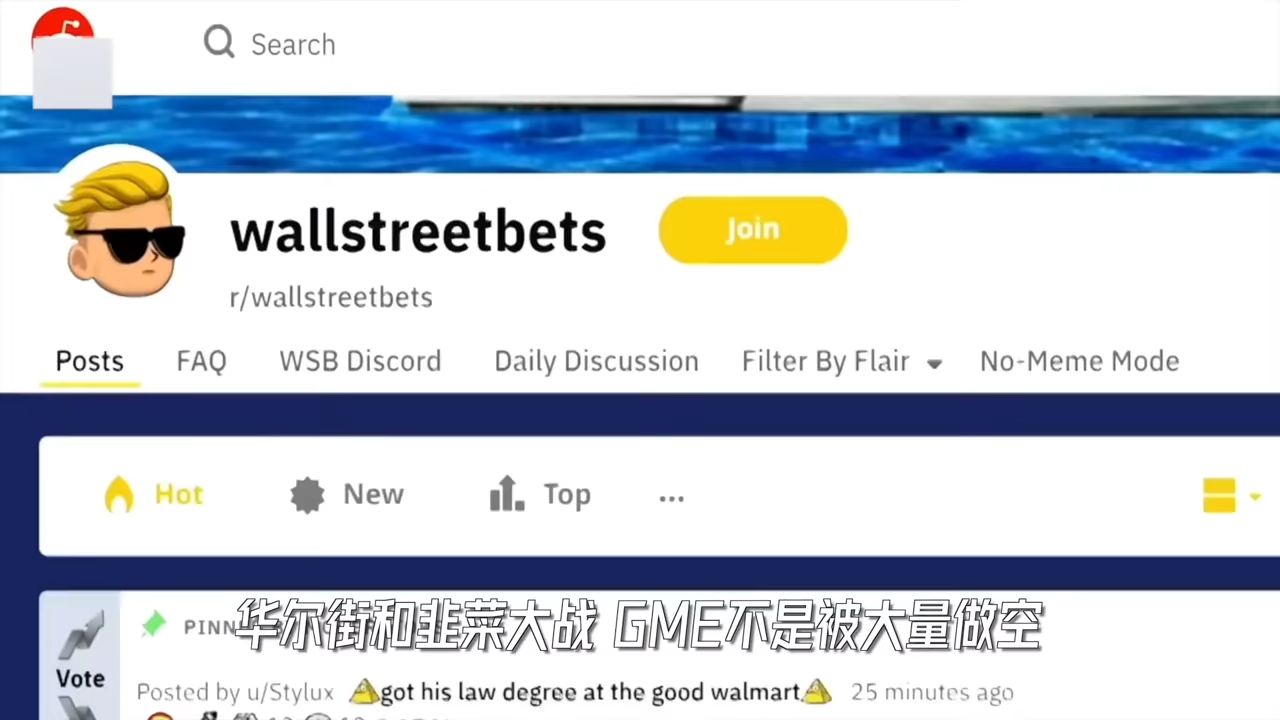 Search
wallstreetbets
Join
r/wallstreetbets
Posts FAQ WSB Discord Daily Discussion Filter By Flair No-Meme Mode
Hot New Top ...
华尔街和韭菜大战 GME不是被大量做空
Vote
Posted by u/Stylux got his law degree at the good walmart 25 minutes ago